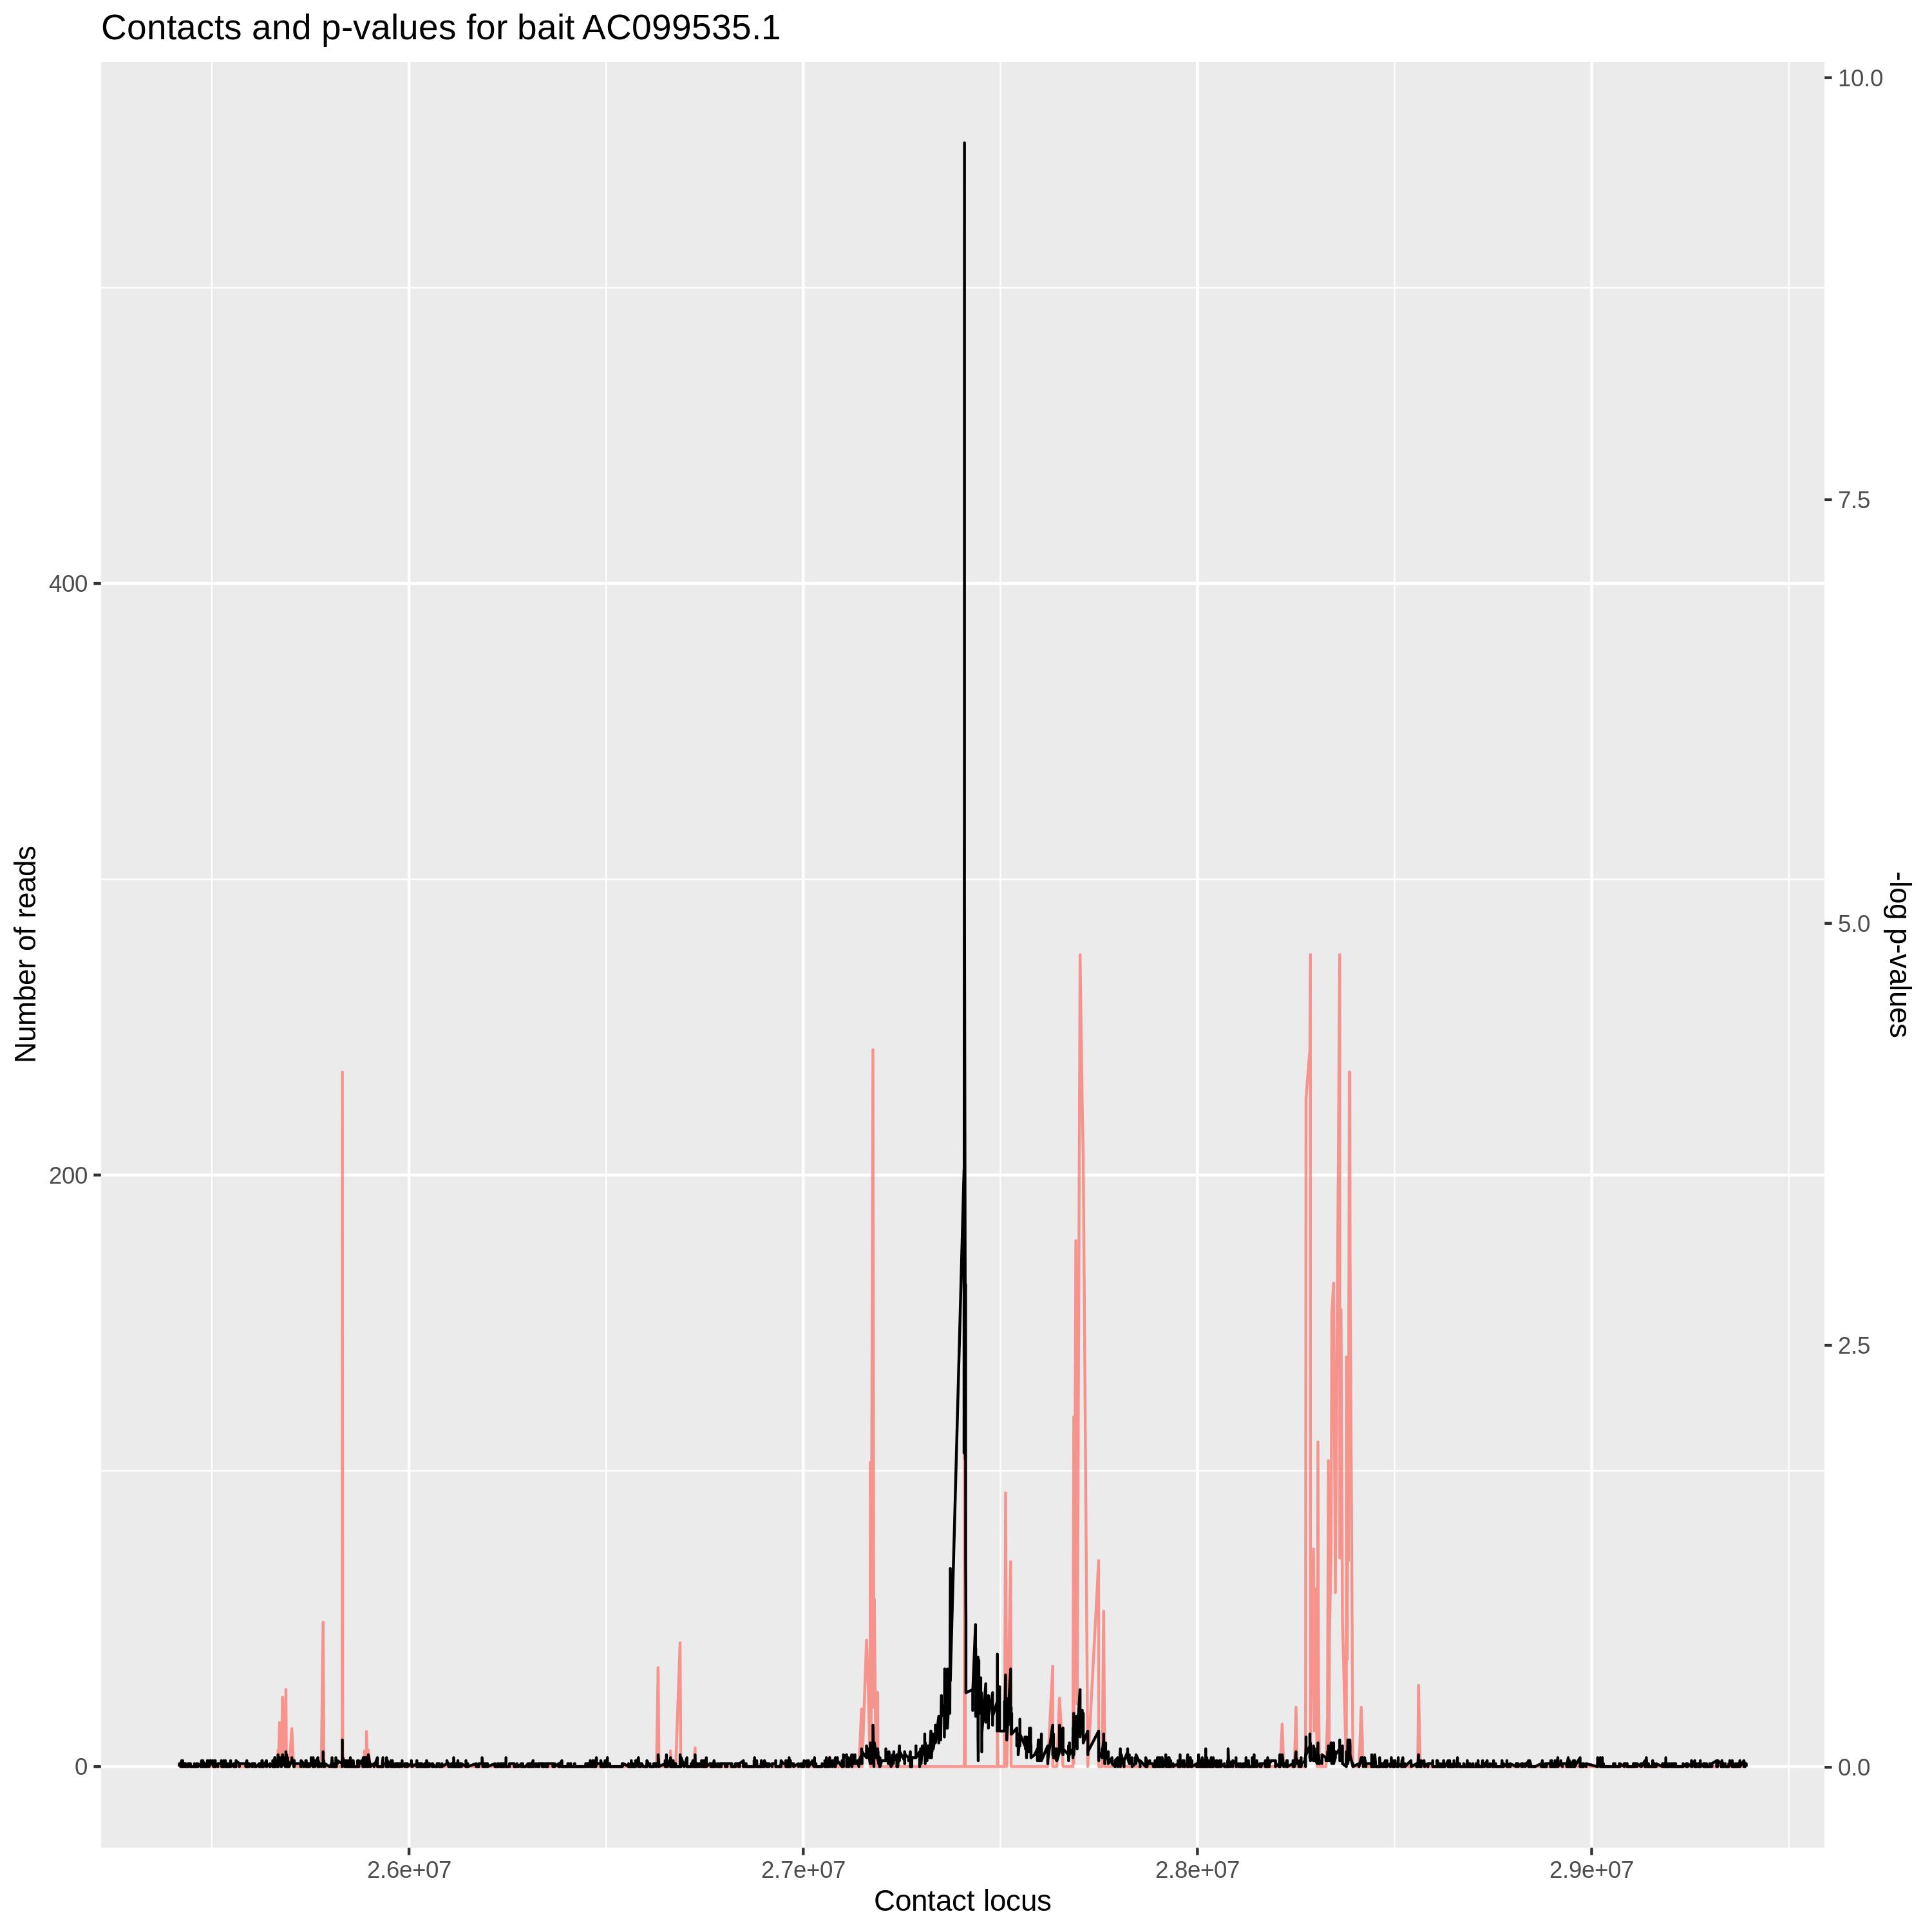 Contacts and p-values for bait AC099535.1
Number of reads
400
200
0
10.0
7.5
5.0
2.5
0.0
-log p-values
2.6e+07
2.7e+07
2.8e+07
2.9e+07
Contact locus